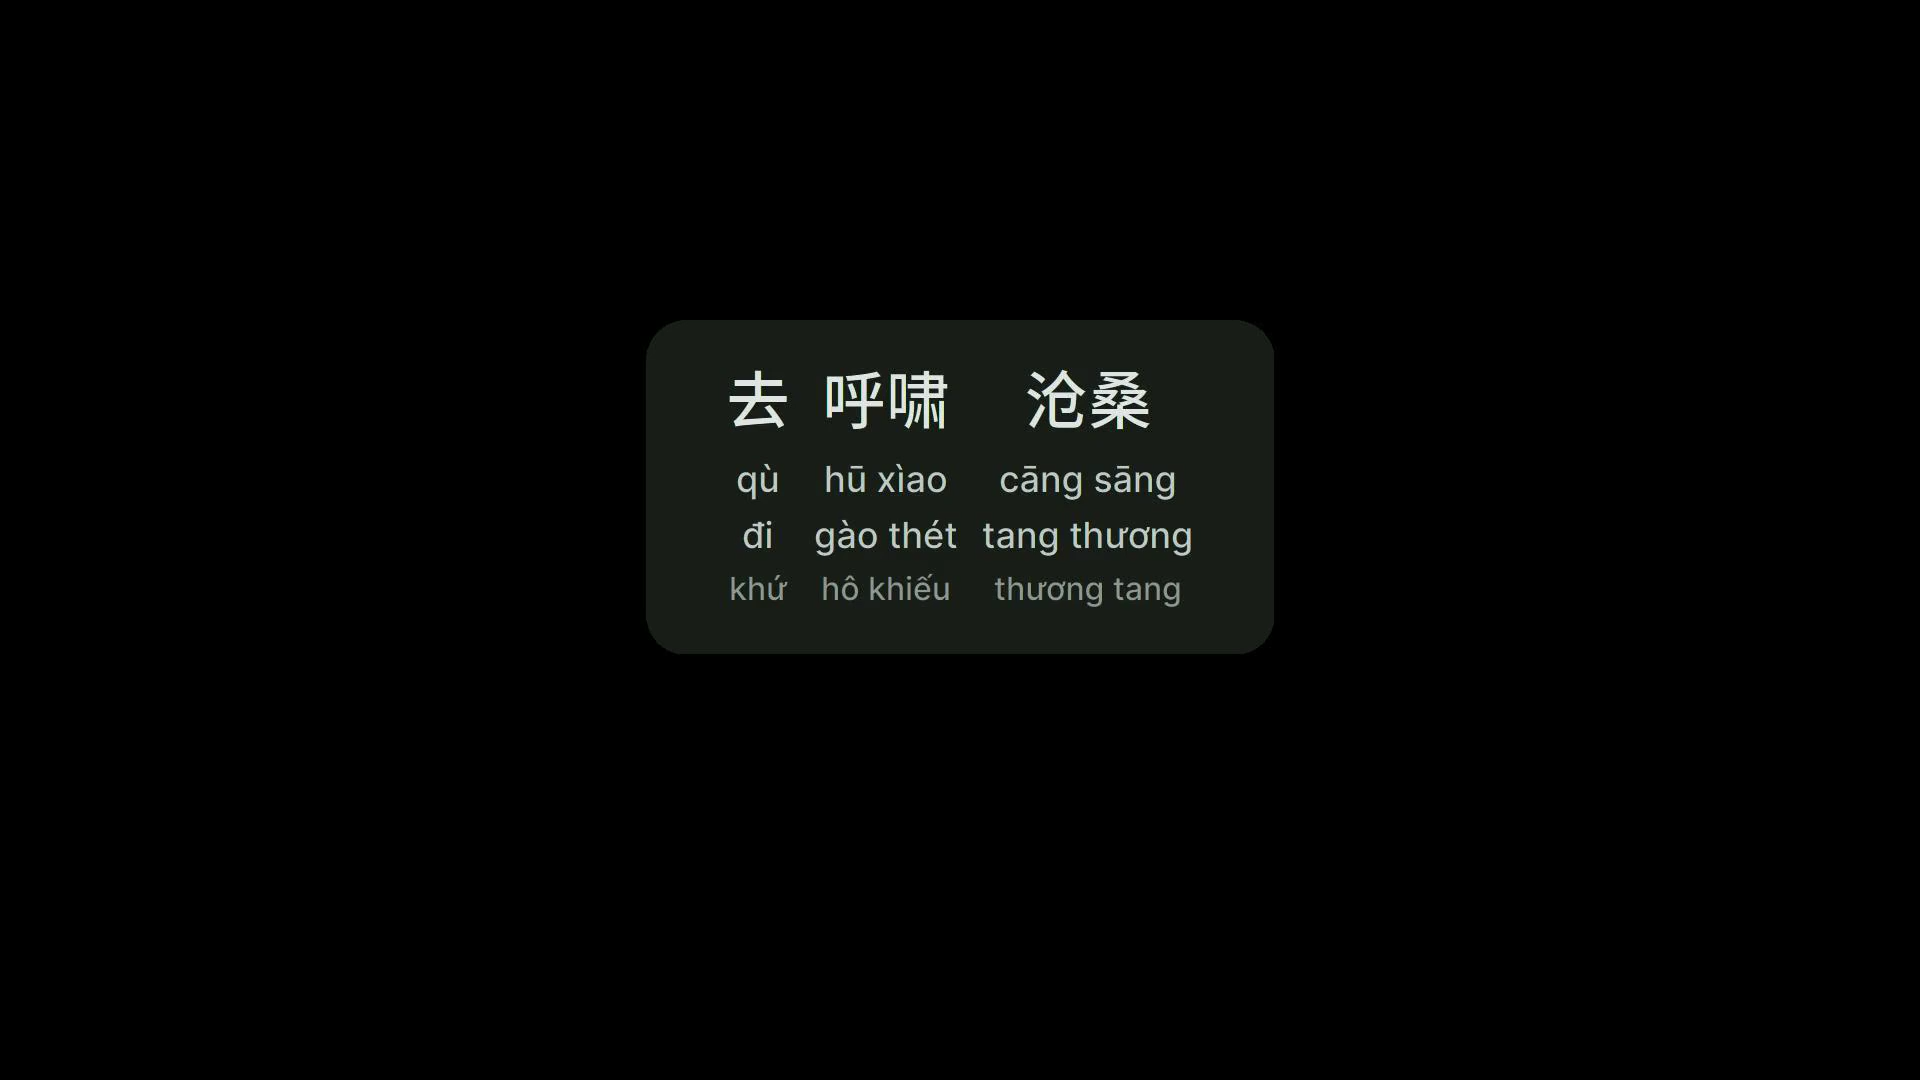 去 呼啸 沧桑
qù hū xìao cāng sāng
đi gào thét tang thương
khứ hô khiếu thương tang